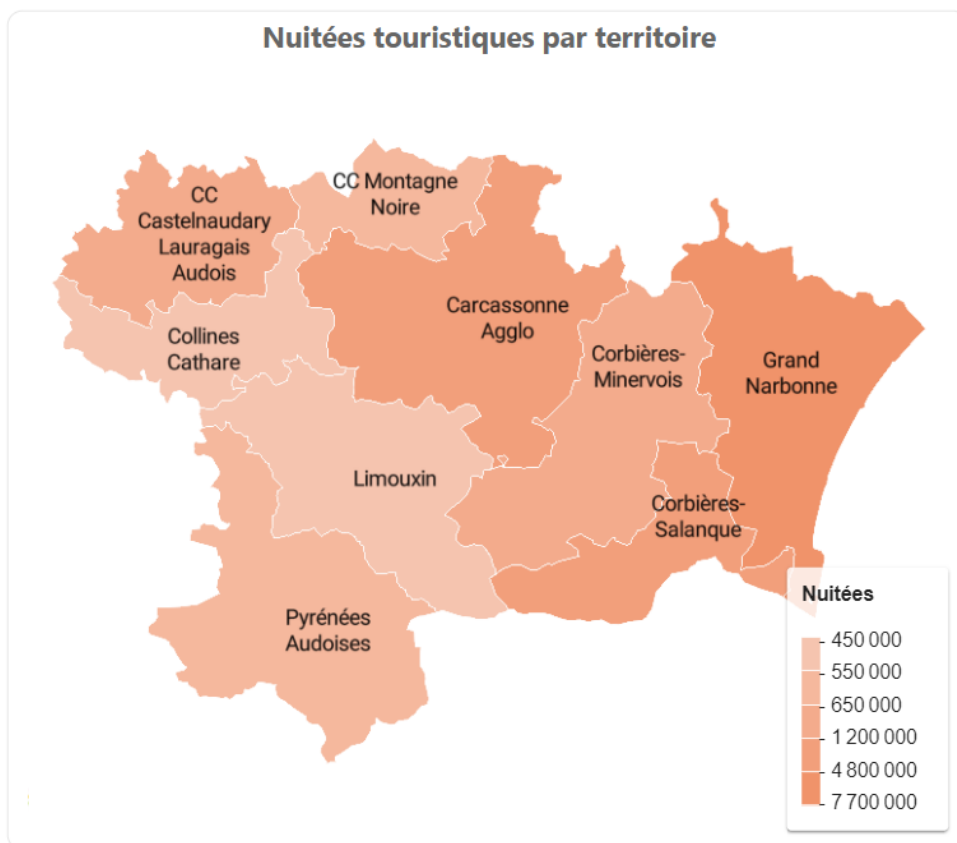 Nuitées touristiques par territoire
CC Montagne
Noire
CC
Castelnaudary
Lauragais
Audois
Carcassonne
Agglo
Collines
Cathare
Corbières-
Minervois
Grand
Narbonne
Limouxin
Corbières-
Salanque
Pyrénées
Audoises
Nuitées
450 000
550 000
650 000
1 200 000
4 800 000
7 700 000